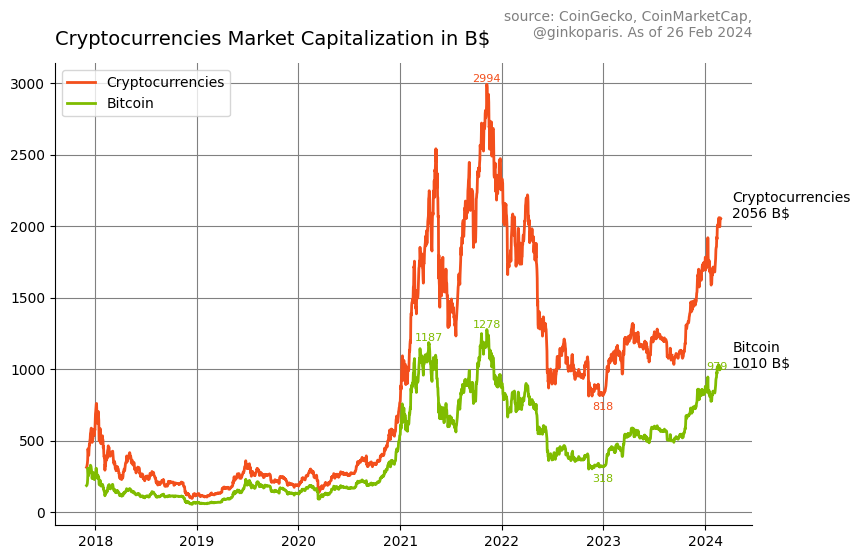 source: CoinGecko, CoinMarketCap,
@ginkoparis. As of 26 Feb 2024
Cryptocurrencies Market Capitalization in B$
Cryptocurrencies
Bitcoin
3000
2500
2000
1500
1000
500
0
2994
1187
1278
818
318
979
Cryptocurrencies
2056 B$
Bitcoin
1010 B$
2018 2019 2020 2021 2022 2023 2024